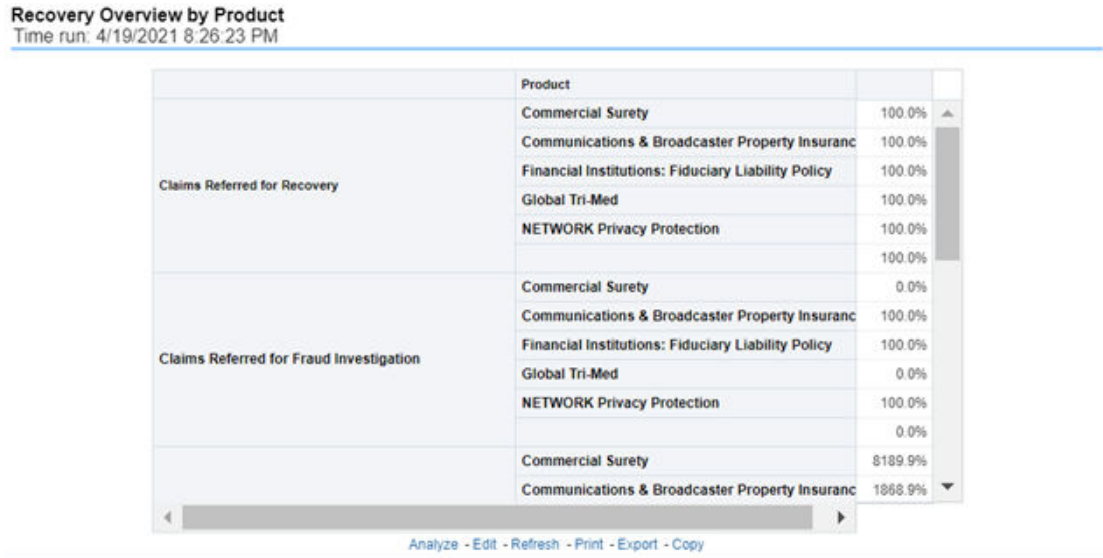 Recovery Overview by Product
Time run: 4/19/2021 8:26:23 PM
Product
Claims Referred for Recovery
Commercial Surety 100.0%
Communications & Broadcaster Property Insuranc 100.0%
Financial Institutions: Fiduciary Liability Policy 100.0%
Global Tri-Med 100.0%
NETWORK Privacy Protection 100.0%
100.0%
Claims Referred for Fraud Investigation
Commercial Surety 0.0%
Communications & Broadcaster Property Insuranc 100.0%
Financial Institutions: Fiduciary Liability Policy 100.0%
Global Tri-Med 0.0%
NETWORK Privacy Protection 100.0%
0.0%
Commercial Surety 8189.9%
Communications & Broadcaster Property Insuranc 1868.9%
Analyze - Edit - Refresh - Print - Export - Copy